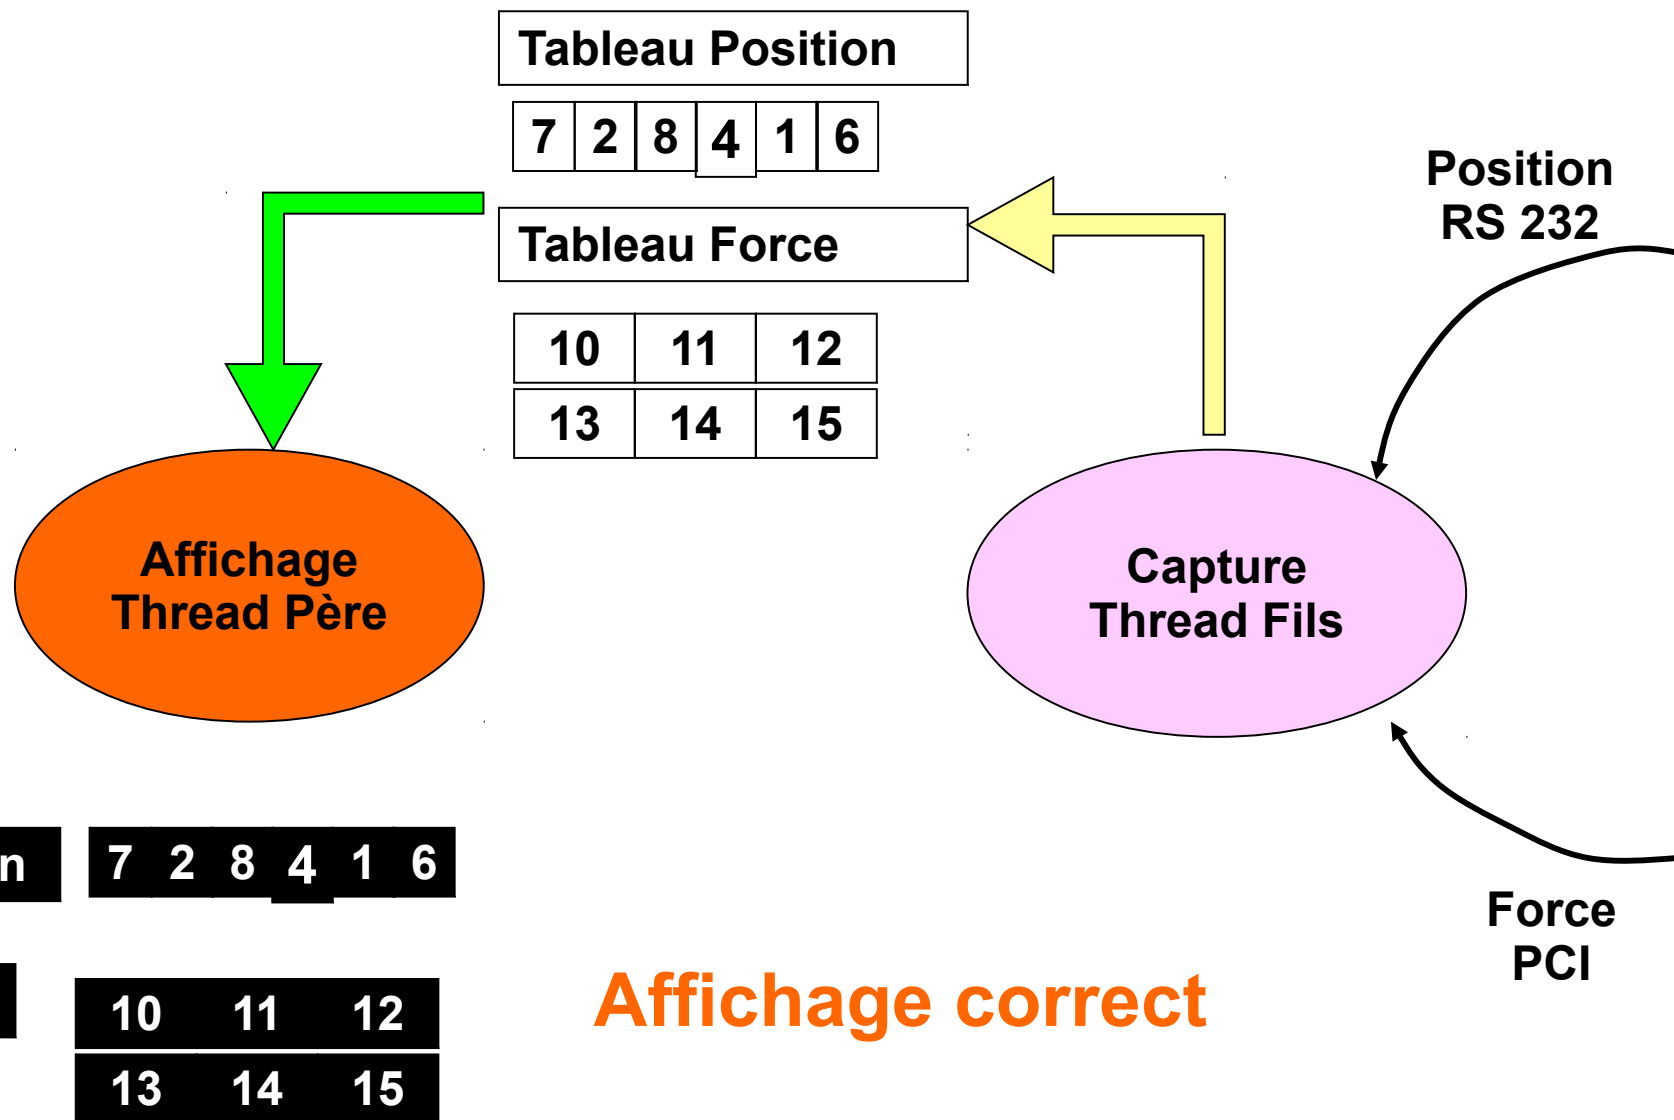 Tableau Position
7 2 8 4 1 6
Position
RS 232
Tableau Force
10 11 12
13 14 15
Affichage
Thread Père
Capture
Thread Fils
n 7 2 8 4 1 6
Force
PCI
10 11 12
13 14 15
Affichage correct